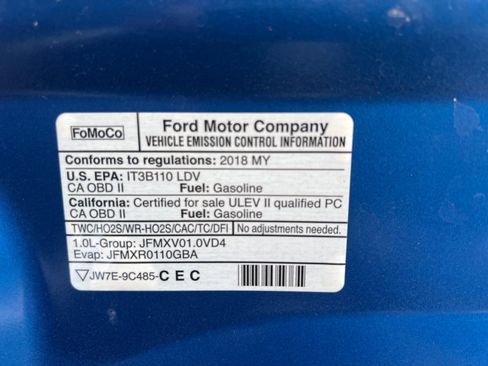 FoMoCo
Ford Motor Company
VEHICLE EMISSION CONTROL INFORMATION
Conforms to regulations: 2018 MY
U.S. EPA: IT3B110 LDV
CA OBD II Fuel: Gasoline
California: Certified for sale ULEV II qualified PC
CA OBD II Fuel: Gasoline
TWC/HO2S/WR-HO2S/CAC/TC/DFI No adjustments needed.
1.0L-Group: JFMXV01.0VD4
Evap: JFMXR0110GBA
JW7E-9C485-CEC